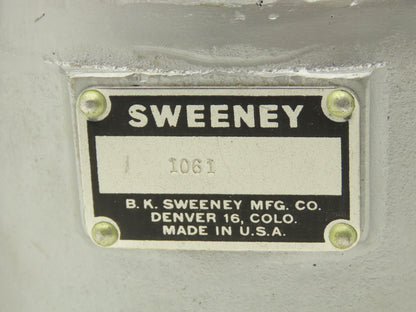 SWEENEY
1061
B.K. SWEENEY MFG. CO.
DENVER 16, COLO.
MADE IN U.S.A.